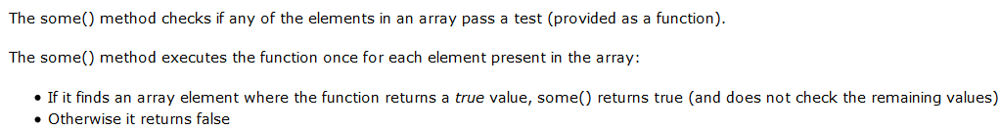 The some() method checks if any of the elements in an array pass a test (provided as a function).
The some() method executes the function once for each element present in the array:
• If it finds an array element where the function returns a true value, some() returns true (and does not check the remaining values)
• Otherwise it returns false